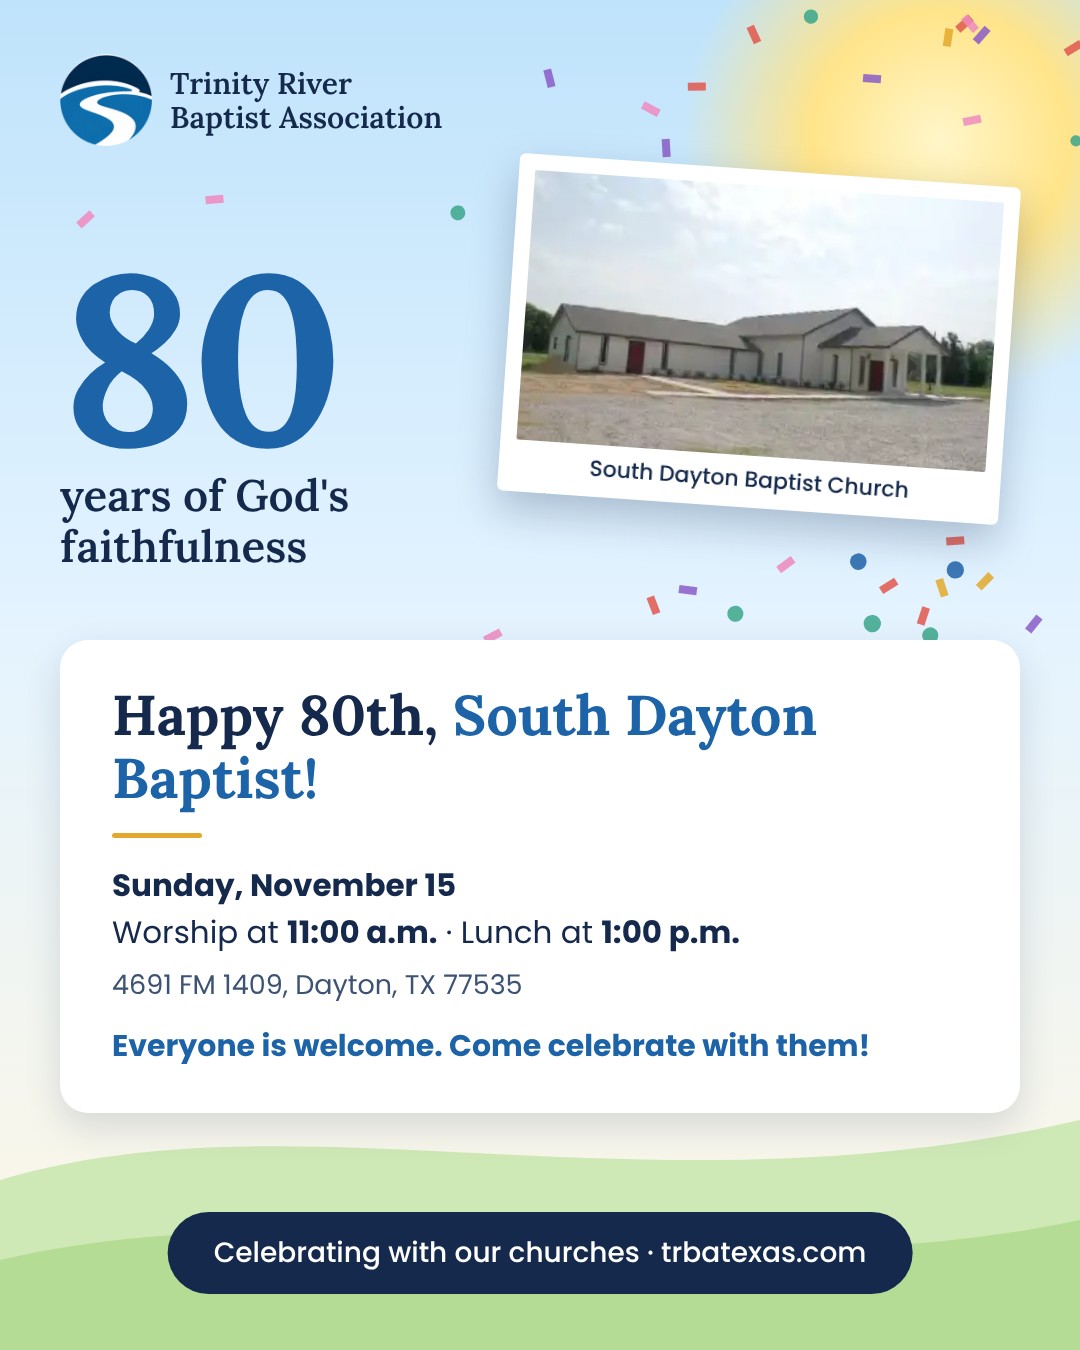 Trinity River
Baptist Association
80
years of God's
faithfulness
South Dayton Baptist Church
Happy 80th, South Dayton
Baptist!
Sunday, November 15
Worship at 11:00 a.m. · Lunch at 1:00 p.m.
4691 FM 1409, Dayton, TX 77535
Everyone is welcome. Come celebrate with them!
Celebrating with our churches · trbatexas.com